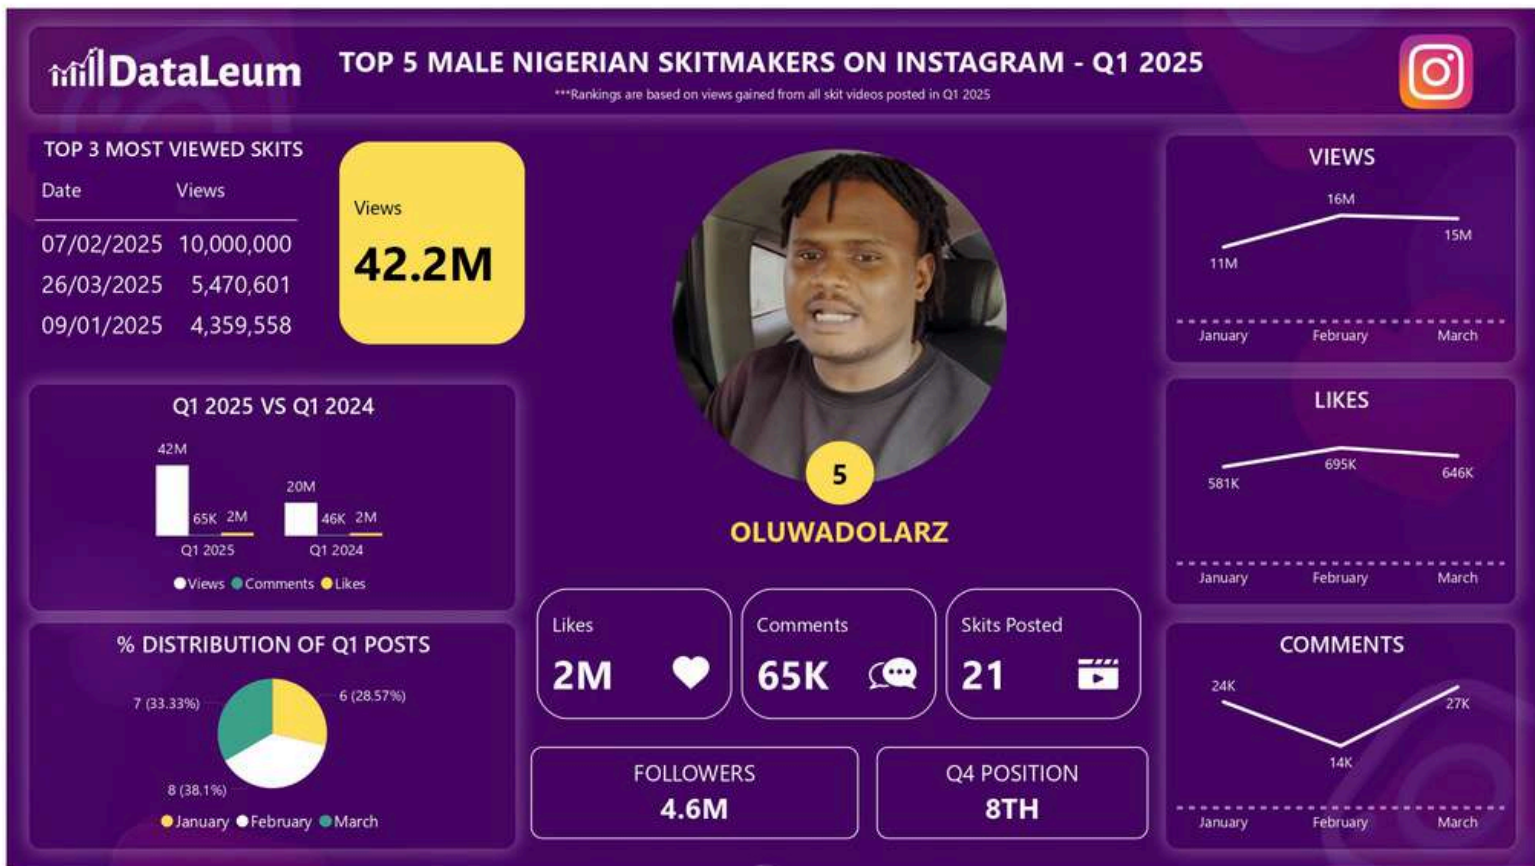 DataLeum
TOP 5 MALE NIGERIAN SKITMAKERS ON INSTAGRAM - Q1 2025
***Rankings are based on views gained from all skit videos posted in Q1 2025
TOP 3 MOST VIEWED SKITS
Date Views
07/02/2025 10,000,000
26/03/2025 5,470,601
09/01/2025 4,359,558
Views
42.2M
Q1 2025 VS Q1 2024
42M
20M
65K 2M
46K 2M
Q1 2025 Q1 2024
Views Comments Likes
% DISTRIBUTION OF Q1 POSTS
7 (33.33%)
6 (28.57%)
8 (38.1%)
January February March
5
OLUWADOLARZ
Likes
2M
Comments
65K
Skits Posted
21
FOLLOWERS
4.6M
Q4 POSITION
8TH
VIEWS
16M
15M
11M
January February March
LIKES
581K
695K
646K
January February March
COMMENTS
24K
27K
14K
January February March